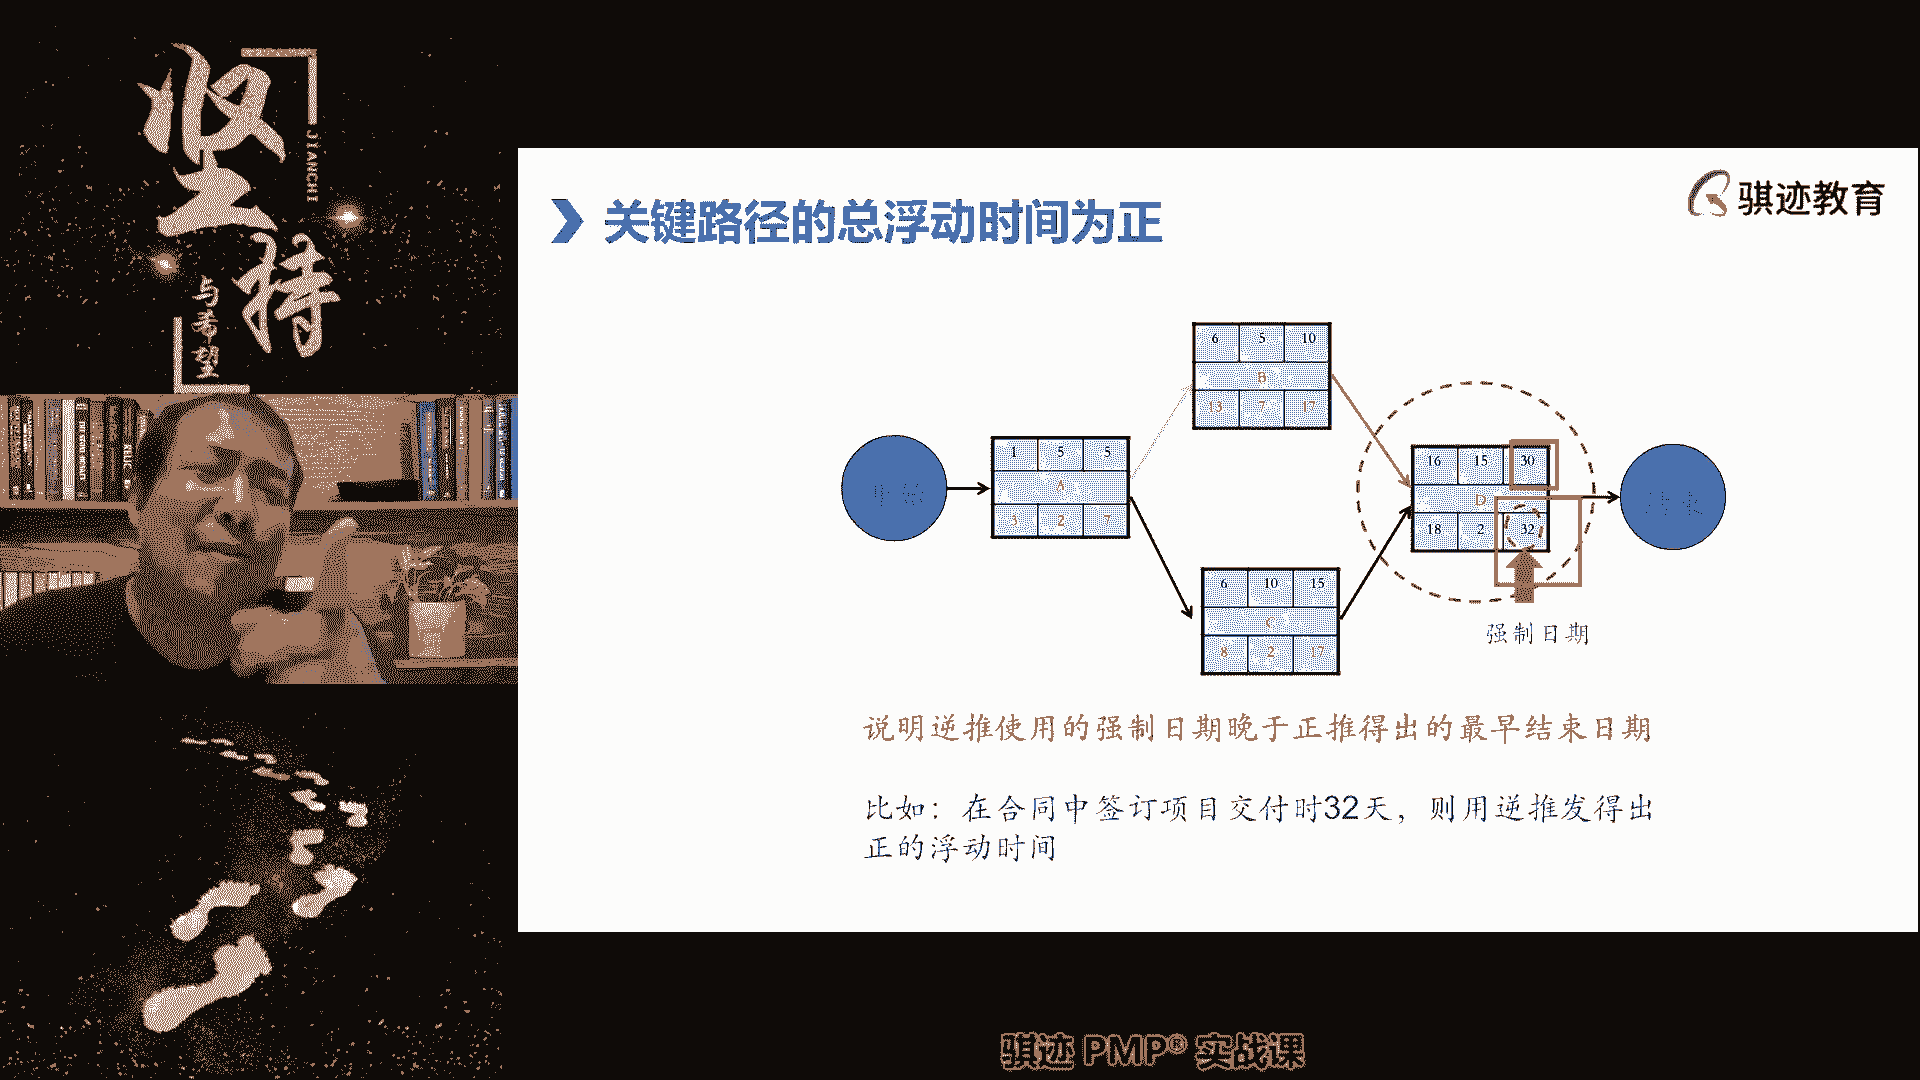 坚持
JIANCHI
与希望
关键路径的总浮动时间为正
骐迹教育
6 5 10
B
13 7 17
1 5 5
A
3 2 7
16 15 30
D
18 2 32
6 10 15
C
8 2 17
开始
结束
强制日期
说明逆推使用的强制日期晚于正推得出的最早结束日期
比如：在合同中签订项目交付时32天，则用逆推发得出
正的浮动时间
骐迹 PMP® 实战课